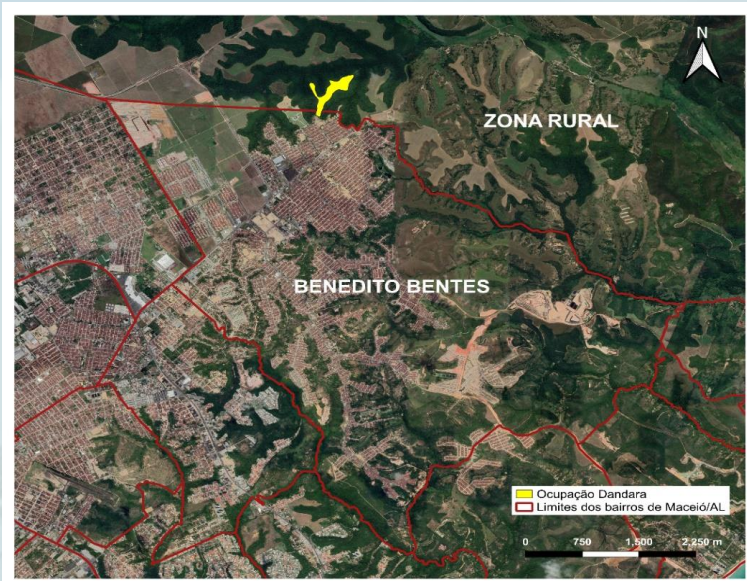 N
ZONA RURAL
BENEDITO BENTES
Ocupação Dandara
Limites dos bairros de Maceió/AL
0 750 1.500 2.250 m